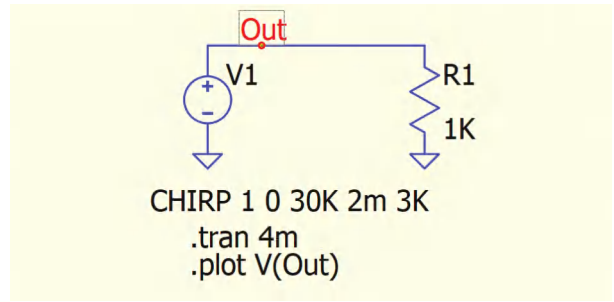 Out
V1
R1
1K
CHIRP 1 0 30K 2m 3K
.tran 4m
.plot V(Out)